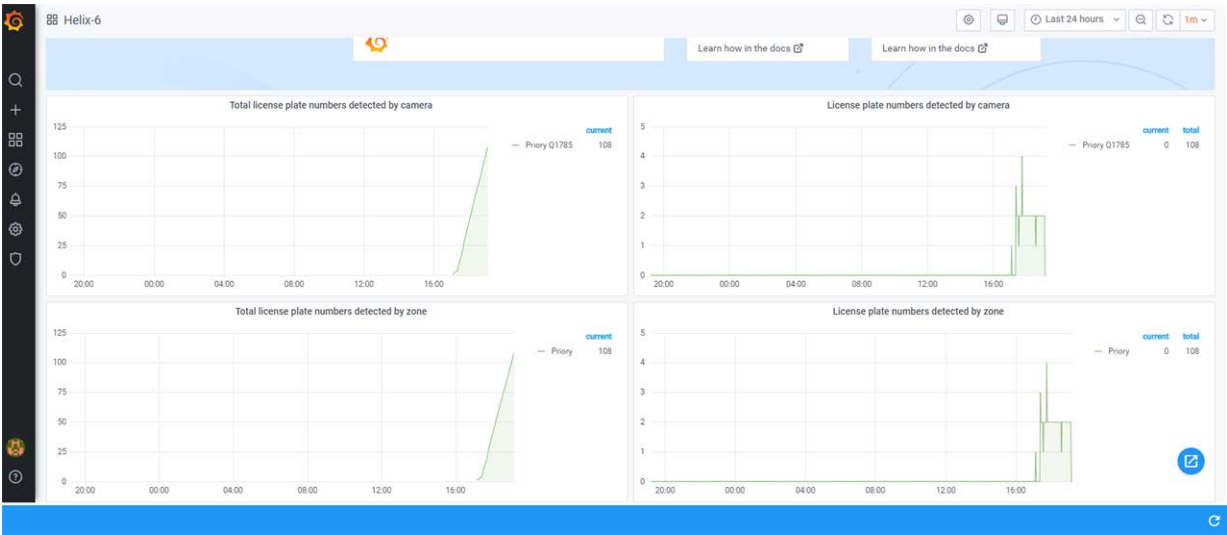 Helix-6
Last 24 hours
1m
Learn how in the docs
Learn how in the docs
Total license plate numbers detected by camera
125
100
75
50
25
0
20:00 00:00 04:00 08:00 12:00 16:00
current
Priory Q1785 108
License plate numbers detected by camera
5
4
3
2
1
0
20:00 00:00 04:00 08:00 12:00 16:00
current total
Priory Q1785 0 108
Total license plate numbers detected by zone
125
100
75
50
25
0
20:00 00:00 04:00 08:00 12:00 16:00
current
Priory 108
License plate numbers detected by zone
5
4
3
2
1
0
20:00 00:00 04:00 08:00 12:00 16:00
current total
Priory 0 108